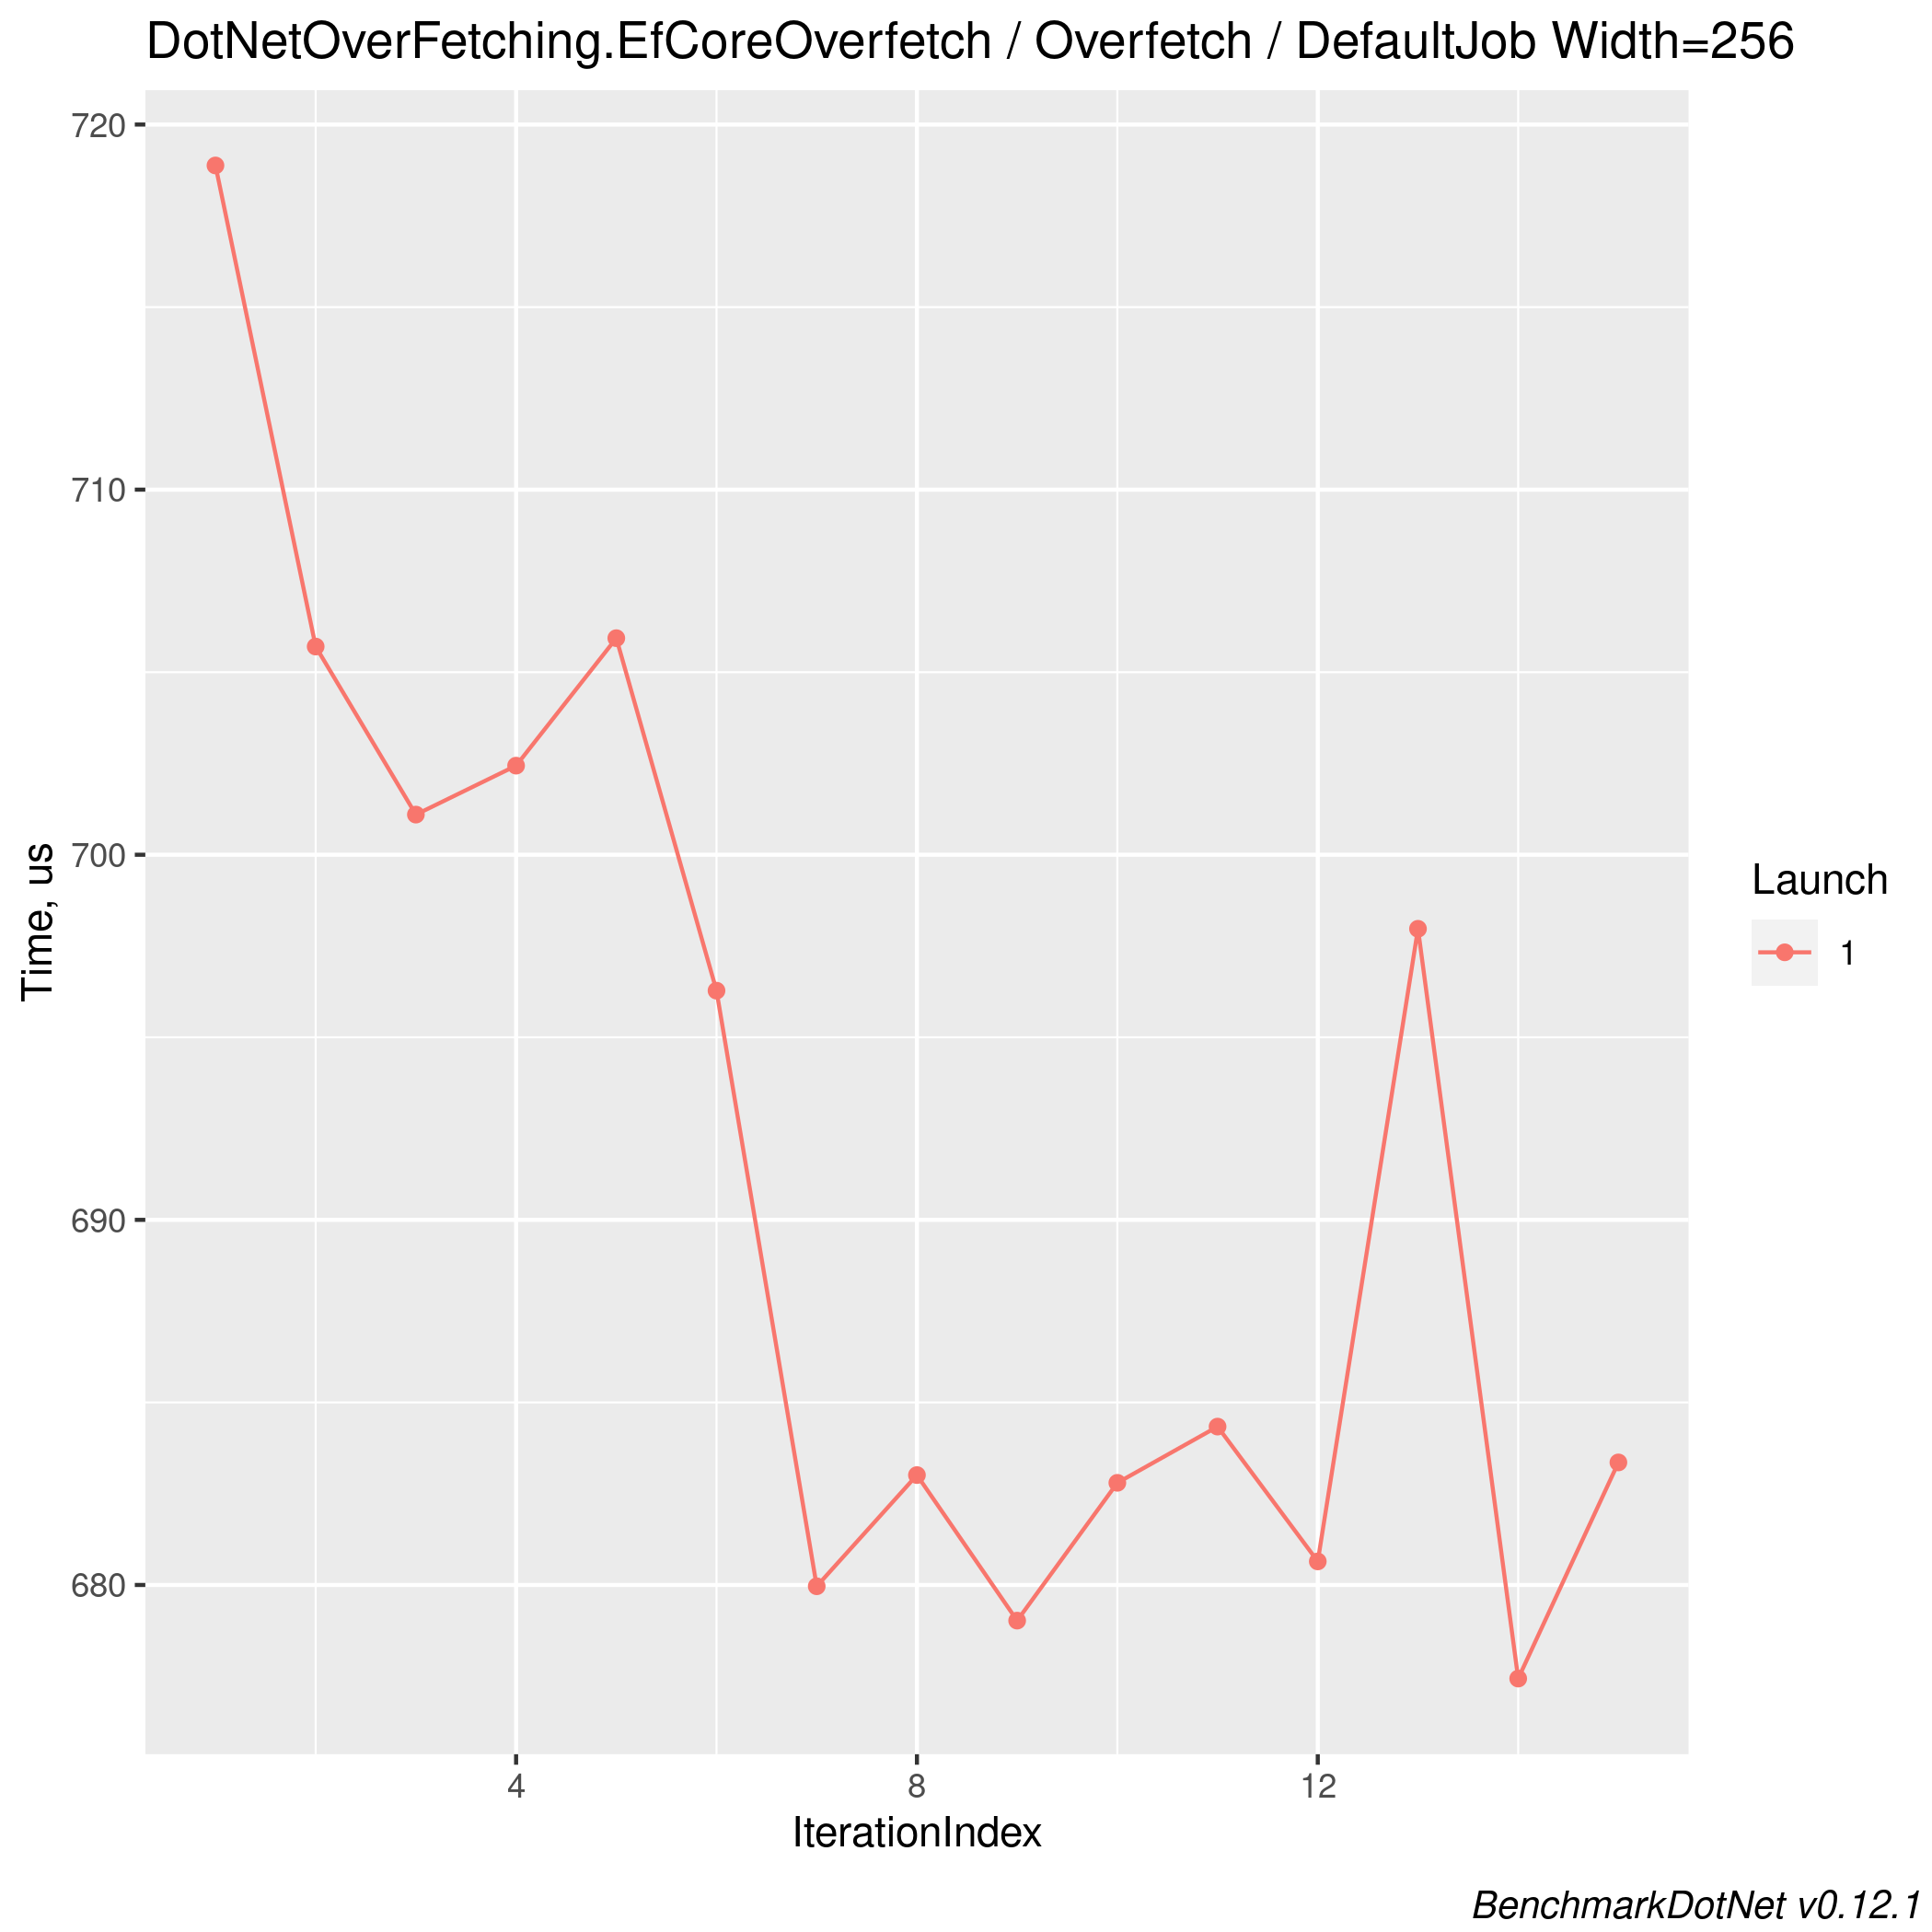 DotNetOverFetching.EfCoreOverfetch / Overfetch / DefaultJob Width=256
720
710
700
690
680
Time, us
4
8
12
IterationIndex
Launch
1
BenchmarkDotNet v0.12.1